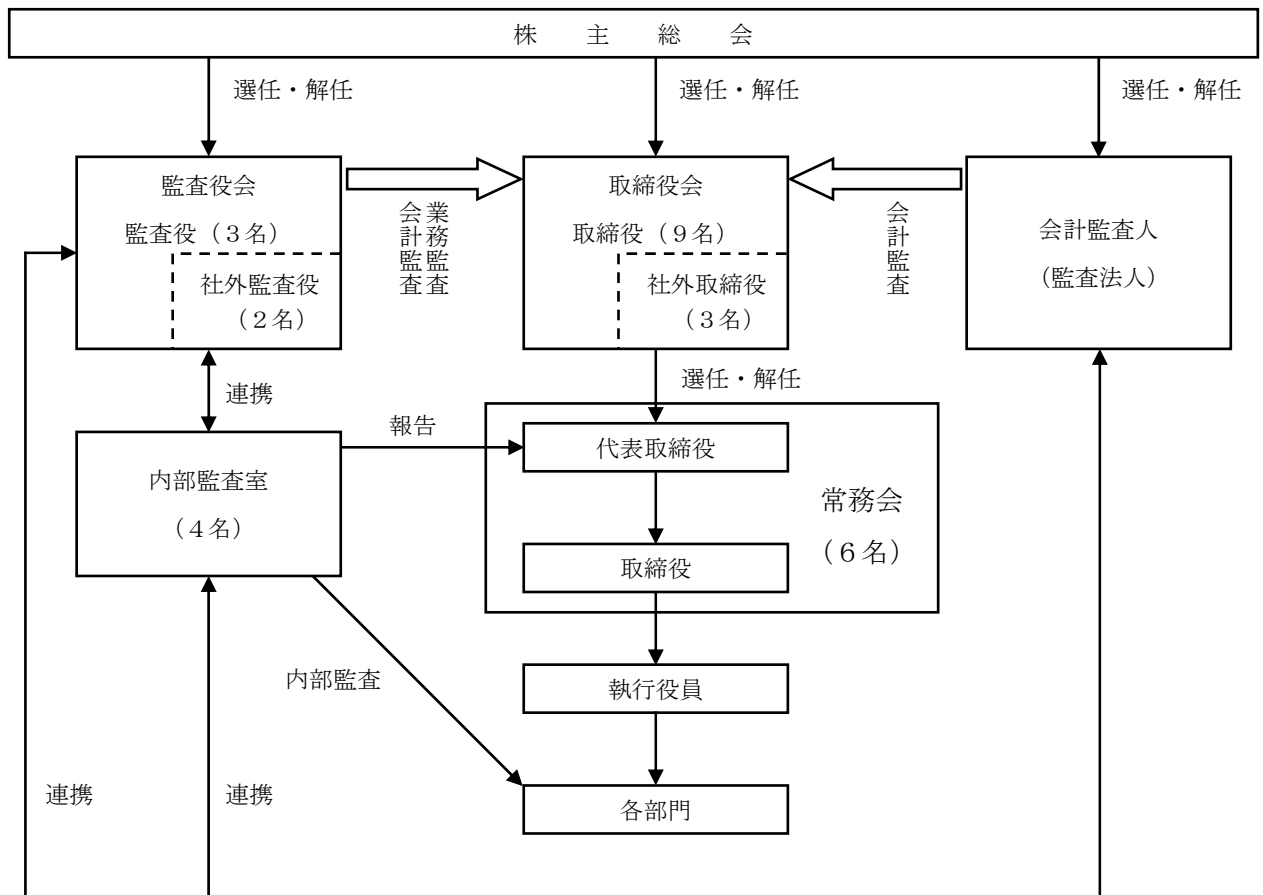 株 主 総 会
選任・解任
選任・解任
選任・解任
監査役会
監査役（３名）
社外監査役
（２名）
業務監査
会計監査
取締役会
取締役（９名）
社外取締役
（３名）
会計監査
会計監査人
（監査法人）
連携
選任・解任
内部監査室
（４名）
報告
代表取締役
取締役
常務会
（６名）
内部監査
執行役員
各部門
連携
連携